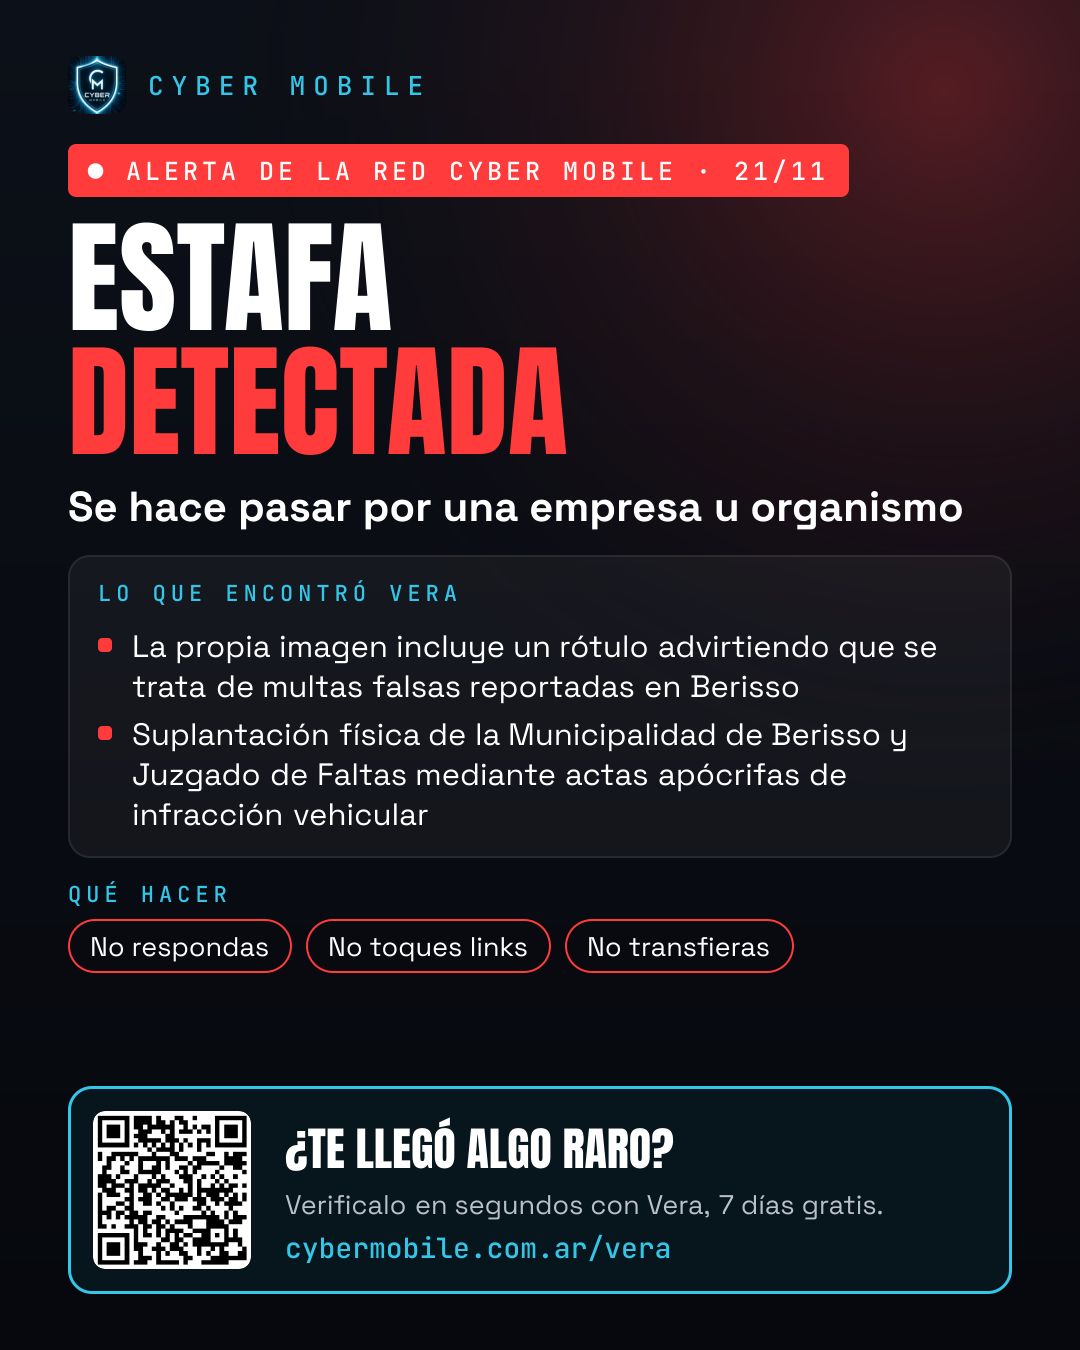 CM
CYBER
CYBER MOBILE
ALERTA DE LA RED CYBER MOBILE · 21/11
ESTAFA
DETECTADA
Se hace pasar por una empresa u organismo
LO QUE ENCONTRÓ VERA
La propia imagen incluye un rótulo advirtiendo que se
trata de multas falsas reportadas en Berisso
Suplantación física de la Municipalidad de Berisso y
Juzgado de Faltas mediante actas apócrifas de
infracción vehicular
QUÉ HACER
No respondas
No toques links
No transfieras
¿TE LLEGÓ ALGO RARO?
Verificalo en segundos con Vera, 7 días gratis.
cybermobile.com.ar/vera